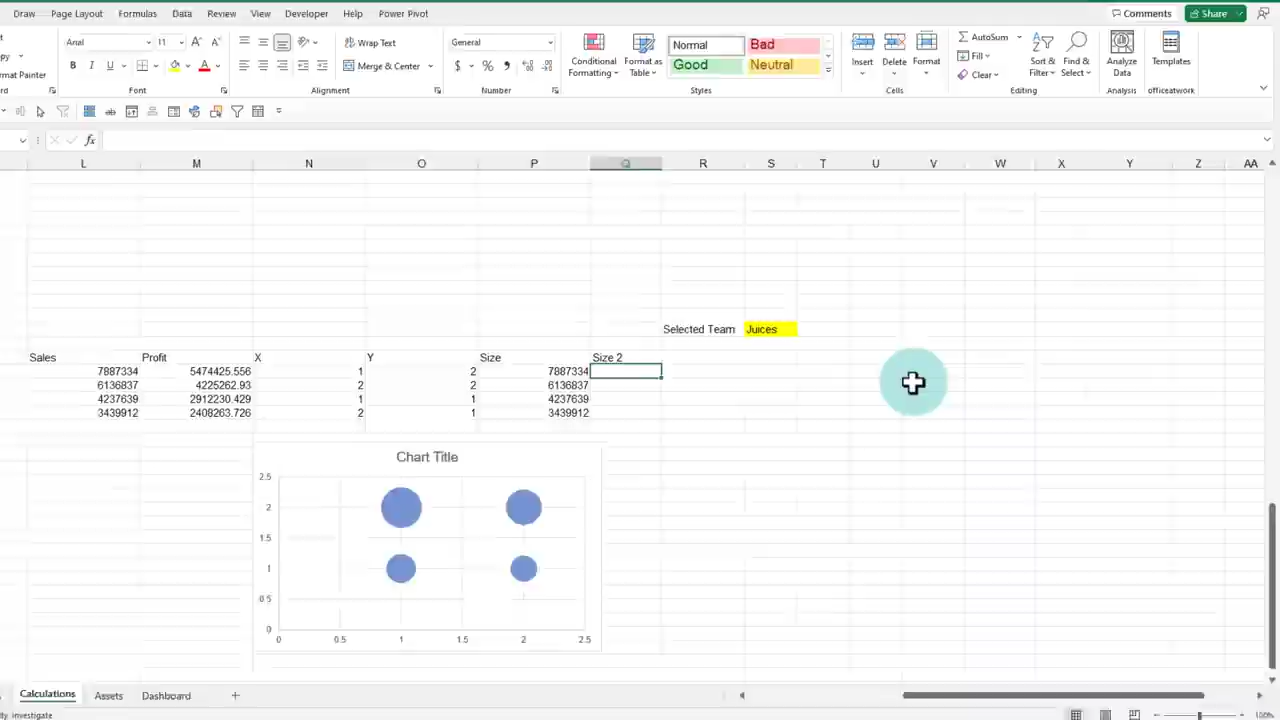 Draw Page Layout Formulas Data Review View Developer Help Power Pivot Comments Share
Arial 11 Wrap Text General Normal Bad AutoSum
Merge & Center Conditional Formatting Format as Table Good Neutral Insert Delete Format Fill Sort & Filter Find & Select Analyze Data Templates
Format Painter B I U $ % Clear
Font Alignment Number Styles Cells Editing Analysis officeatwork
fx
L M N O P Q R S T U V W X Y Z AA
Selected Team Juices
Sales Profit X Y Size Size 2
7887334 5474425.556 1 2 7887334
6136837 2 2 6136837
4237639 1 1 4237639
3439912 2408263.726 2 1 3439912
Chart Title
2.5
2
1.5
1
0.5
0
0 0.5 1 1.5 2 2.5
Calculations Assets Dashboard +
investigate 100%